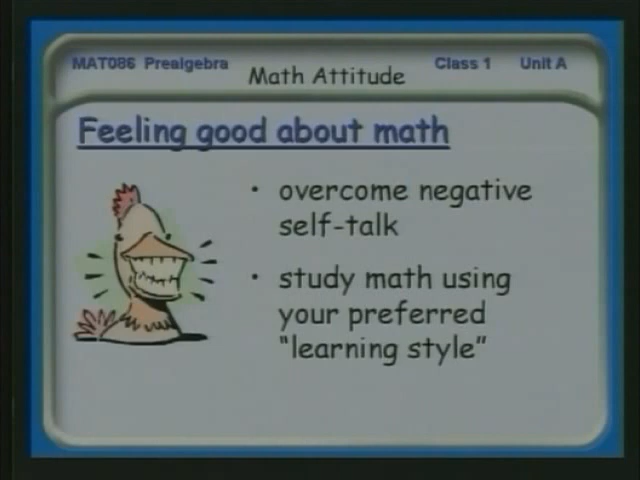 MAT086 Prealgebra Math Attitude Class 1 Unit A
Feeling good about math
• overcome negative
self-talk
• study math using
your preferred
"learning style"